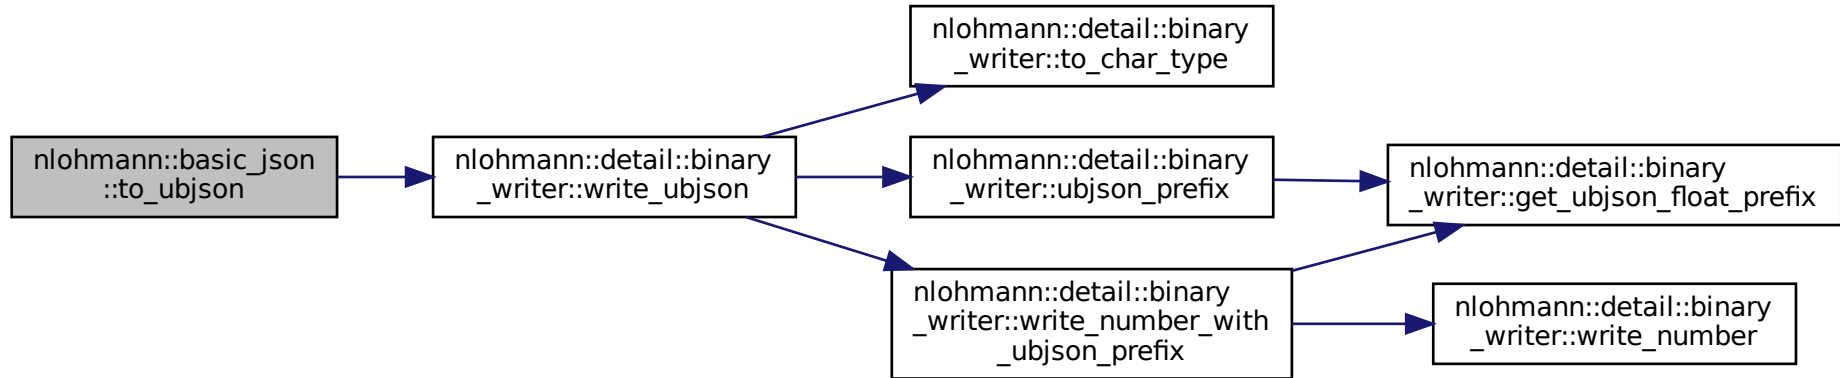 nlohmann::basic_json
::to_ubjson
nlohmann::detail::binary
_writer::write_ubjson
nlohmann::detail::binary
_writer::to_char_type
nlohmann::detail::binary
_writer::ubjson_prefix
nlohmann::detail::binary
_writer::write_number_with
_ubjson_prefix
nlohmann::detail::binary
_writer::get_ubjson_float_prefix
nlohmann::detail::binary
_writer::write_number